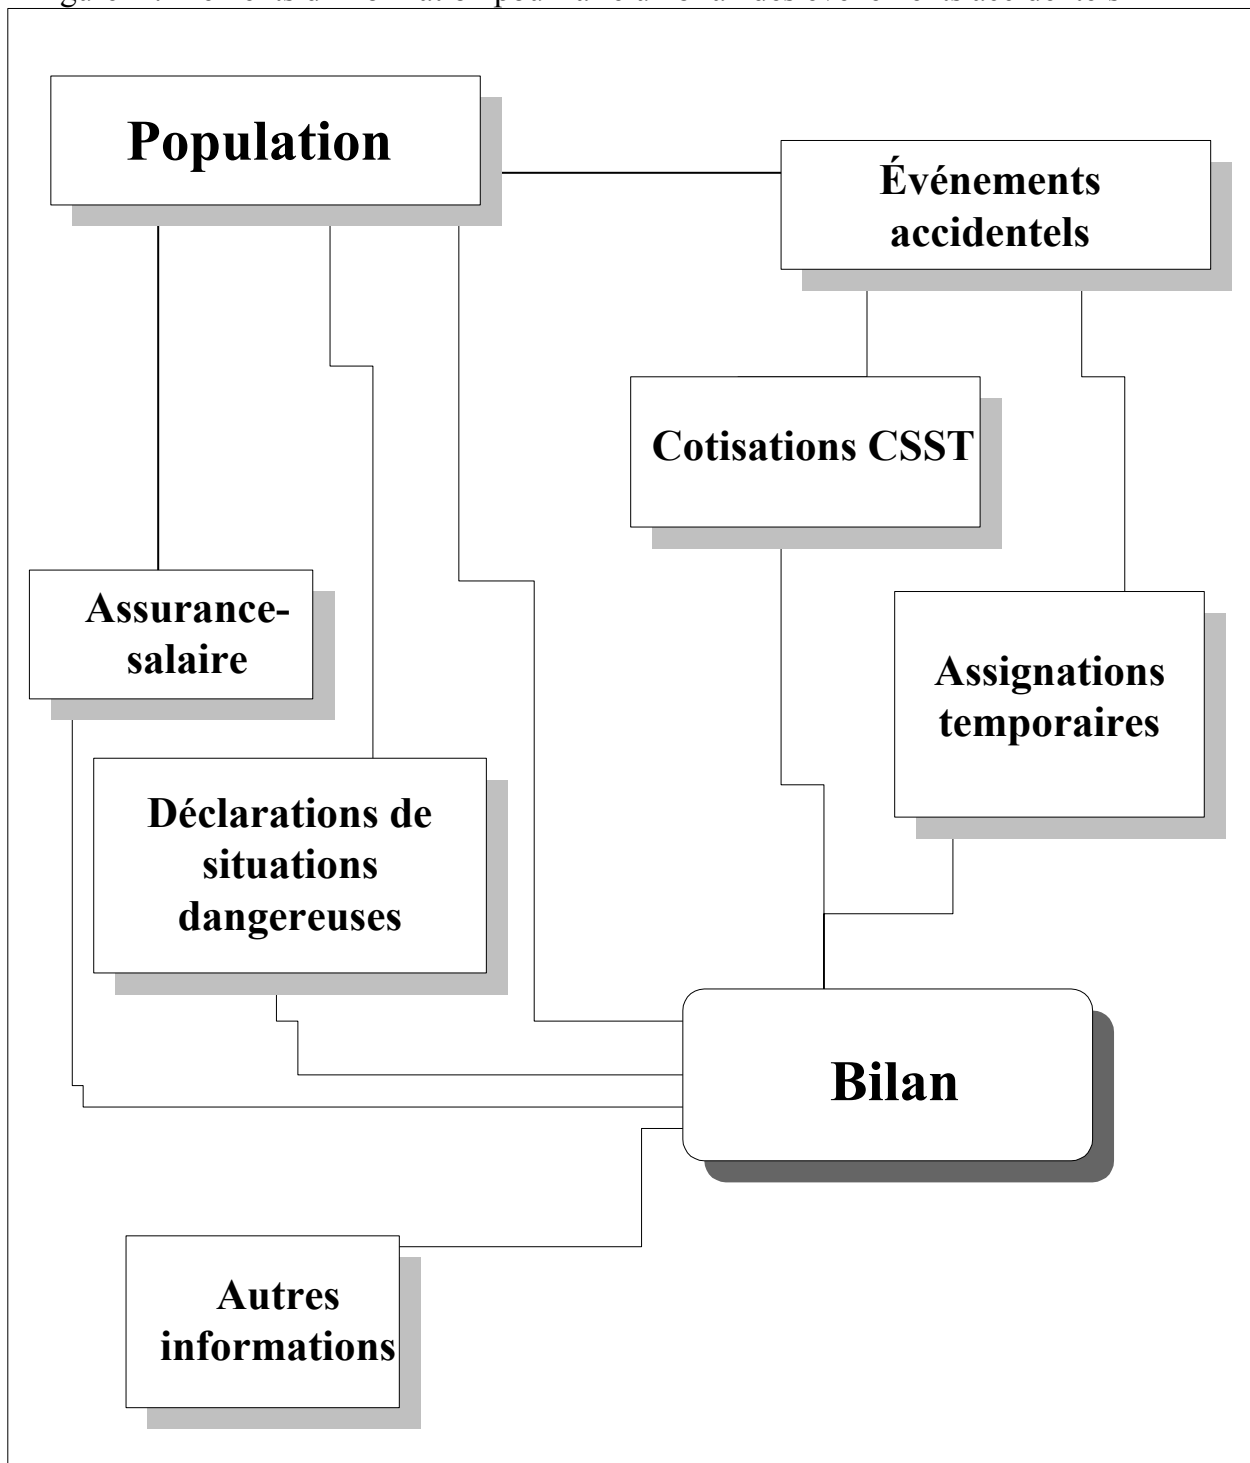 Population
Événements
accidentels
Cotisations CSST
Assurance-
salaire
Assignations
temporaires
Déclarations de
situations
dangereuses
Bilan
Autres
informations